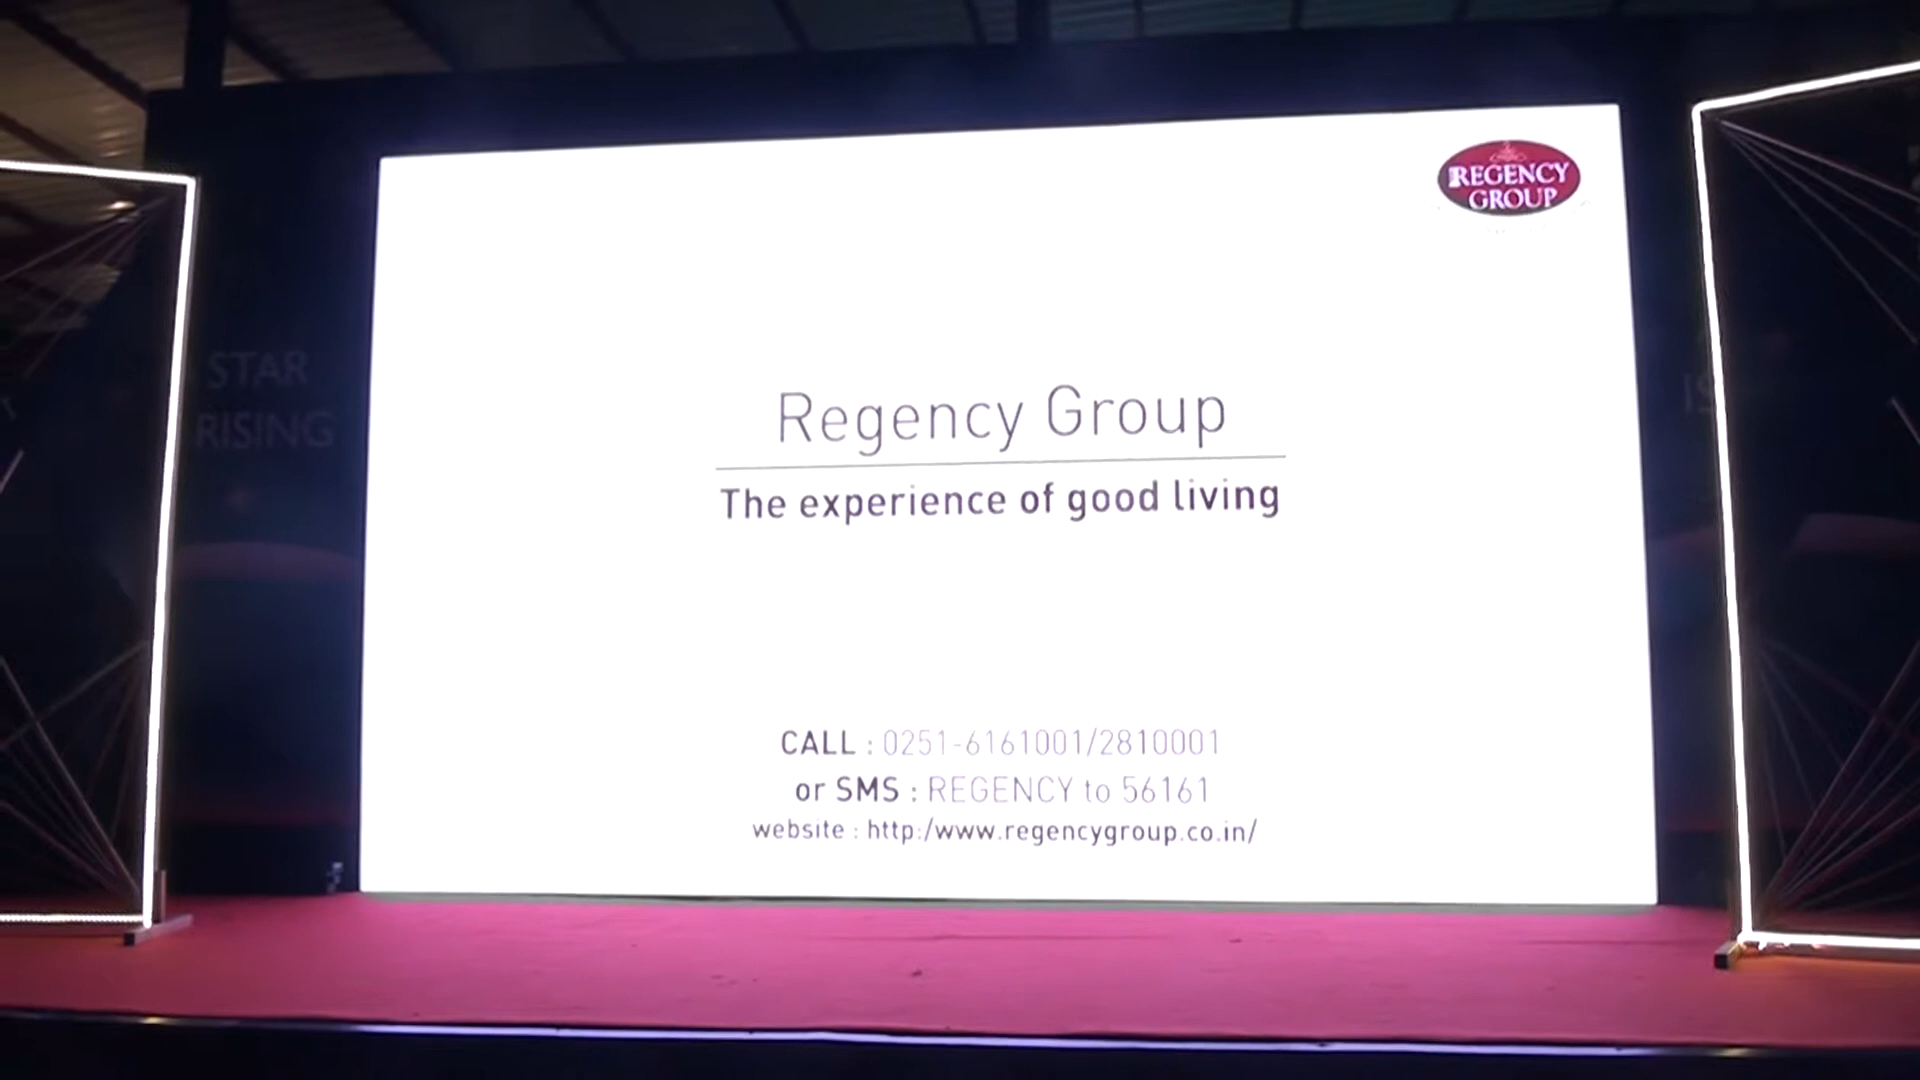 REGENCY
GROUP
STAR
RISING
Regency Group
The experience of good living
CALL : 0251-6161001/2810001
or SMS : REGENCY to 56161
website : http:/www.regencygroup.co.in/